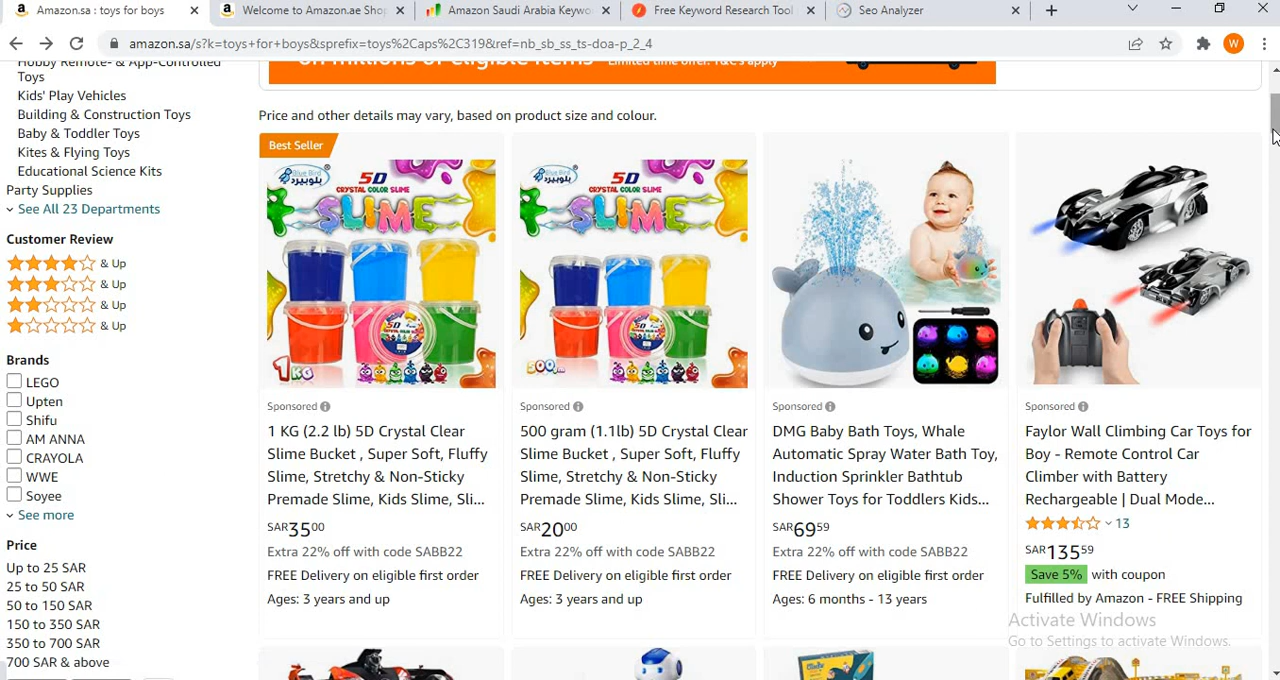 Amazon.sa : toys for boys
Welcome to Amazon.ae Sho
Amazon Saudi Arabia Keywo
Free Keyword Research Tool
Seo Analyzer
amazon.sa/s?k=toys+for+boys&sprefix=toys%2Caps%2C319&ref=nb_sb_ss_ts-doa-p_2_4
W
Hobby Remote- & App-Controlled
Toys
Kids' Play Vehicles
Building & Construction Toys
Baby & Toddler Toys
Kites & Flying Toys
Educational Science Kits
Party Supplies
See All 23 Departments
Customer Review
& Up
& Up
& Up
& Up
Brands
LEGO
Upten
Shifu
AM ANNA
CRAYOLA
WWE
Soyee
See more
Price
Up to 25 SAR
25 to 50 SAR
50 to 150 SAR
150 to 350 SAR
350 to 700 SAR
700 SAR & above
on millions of eligible items Limited time offer. T&C's apply
Price and other details may vary, based on product size and colour.
Best Seller
Blue Bird
بلوبيرد
5D
CRYSTAL COLOR SLIME
SLIME
5D
1KG
Sponsored
1 KG (2.2 lb) 5D Crystal Clear
Slime Bucket , Super Soft, Fluffy
Slime, Stretchy & Non-Sticky
Premade Slime, Kids Slime, Sli...
SAR3500
Extra 22% off with code SABB22
FREE Delivery on eligible first order
Ages: 3 years and up
Blue Bird
بلوبيرد
5D
CRYSTAL COLOR SLIME
SLIME
5D
Sponsored
500 gram (1.1lb) 5D Crystal Clear
Slime Bucket , Super Soft, Fluffy
Slime, Stretchy & Non-Sticky
Premade Slime, Kids Slime, Sli...
SAR2000
Extra 22% off with code SABB22
FREE Delivery on eligible first order
Ages: 3 years and up
Sponsored
DMG Baby Bath Toys, Whale
Automatic Spray Water Bath Toy,
Induction Sprinkler Bathtub
Shower Toys for Toddlers Kids...
SAR6959
Extra 22% off with code SABB22
FREE Delivery on eligible first order
Ages: 6 months - 13 years
Sponsored
Faylor Wall Climbing Car Toys for
Boy - Remote Control Car
Climber with Battery
Rechargeable | Dual Mode...
13
SAR13559
Save 5% with coupon
Fulfilled by Amazon - FREE Shipping
Activate Windows
Go to Settings to activate Windows.